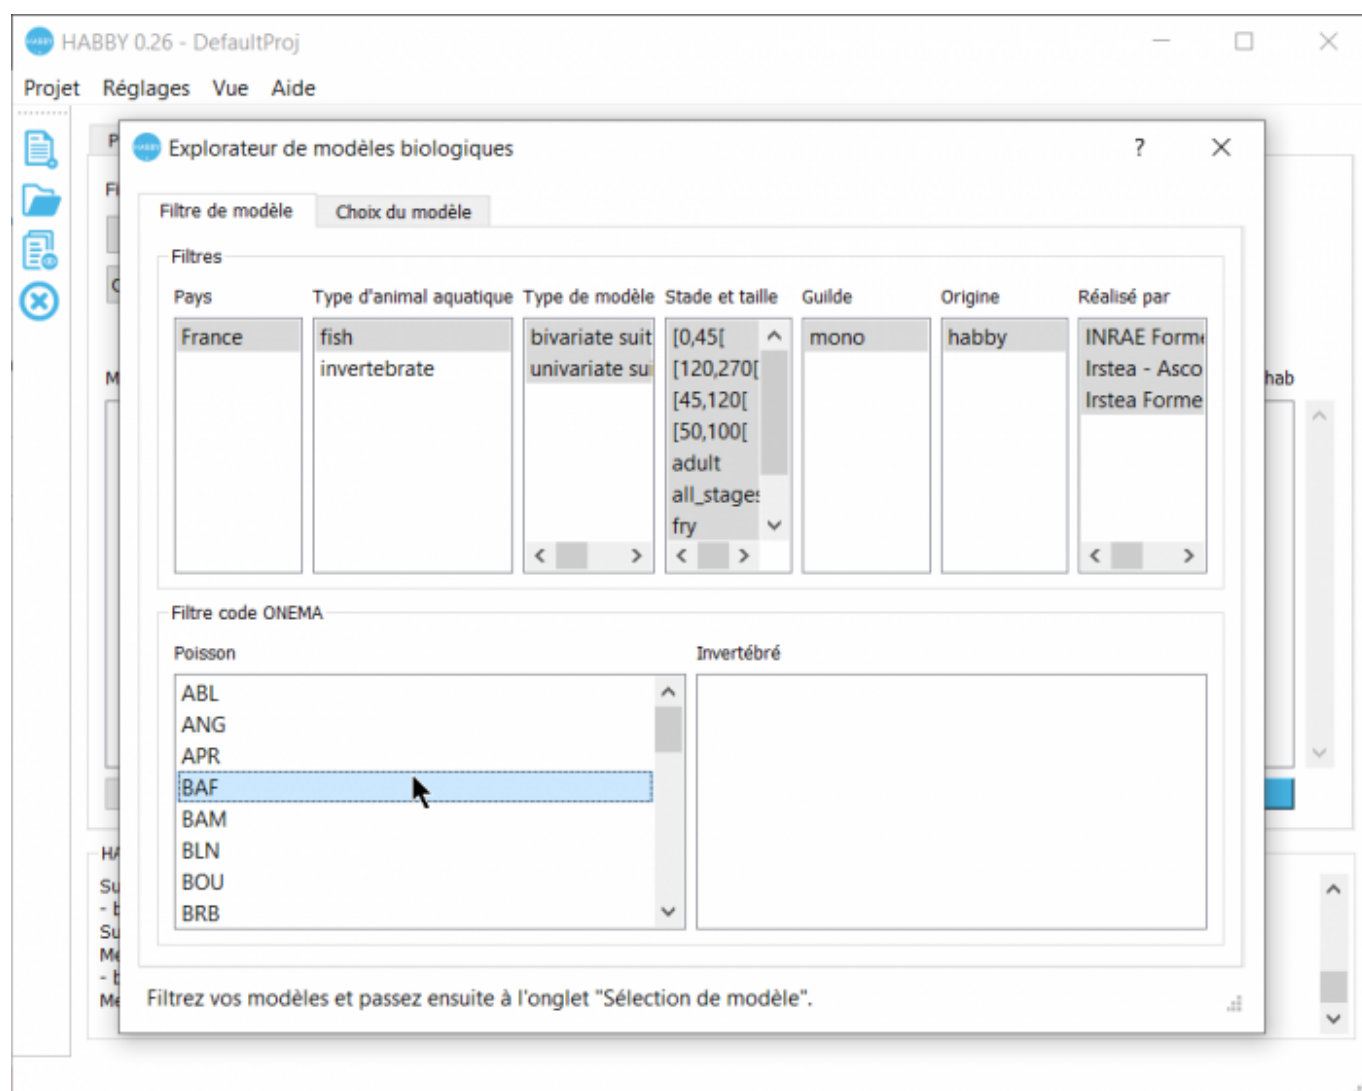 HABBY 0.26 - DefaultProj
Projet Réglages Vue Aide
Explorateur de modèles biologiques ?
Filtre de modèle Choix du modèle
Filtres
Pays Type d'animal aquatique Type de modèle Stade et taille Guilde Origine Réalisé par
France fish bivariate suit [0,45[ mono habby INRAE Forme
invertebrate univariate sui [120,270[ Irstea - Asco
[45,120[ Irstea Forme
[50,100[
adult
all_stages
fry
hab
Filtre code ONEMA
Poisson Invertébré
ABL
ANG
APR
BAF
BAM
BLN
BOU
BRB
Filtrez vos modèles et passez ensuite à l'onglet "Sélection de modèle".